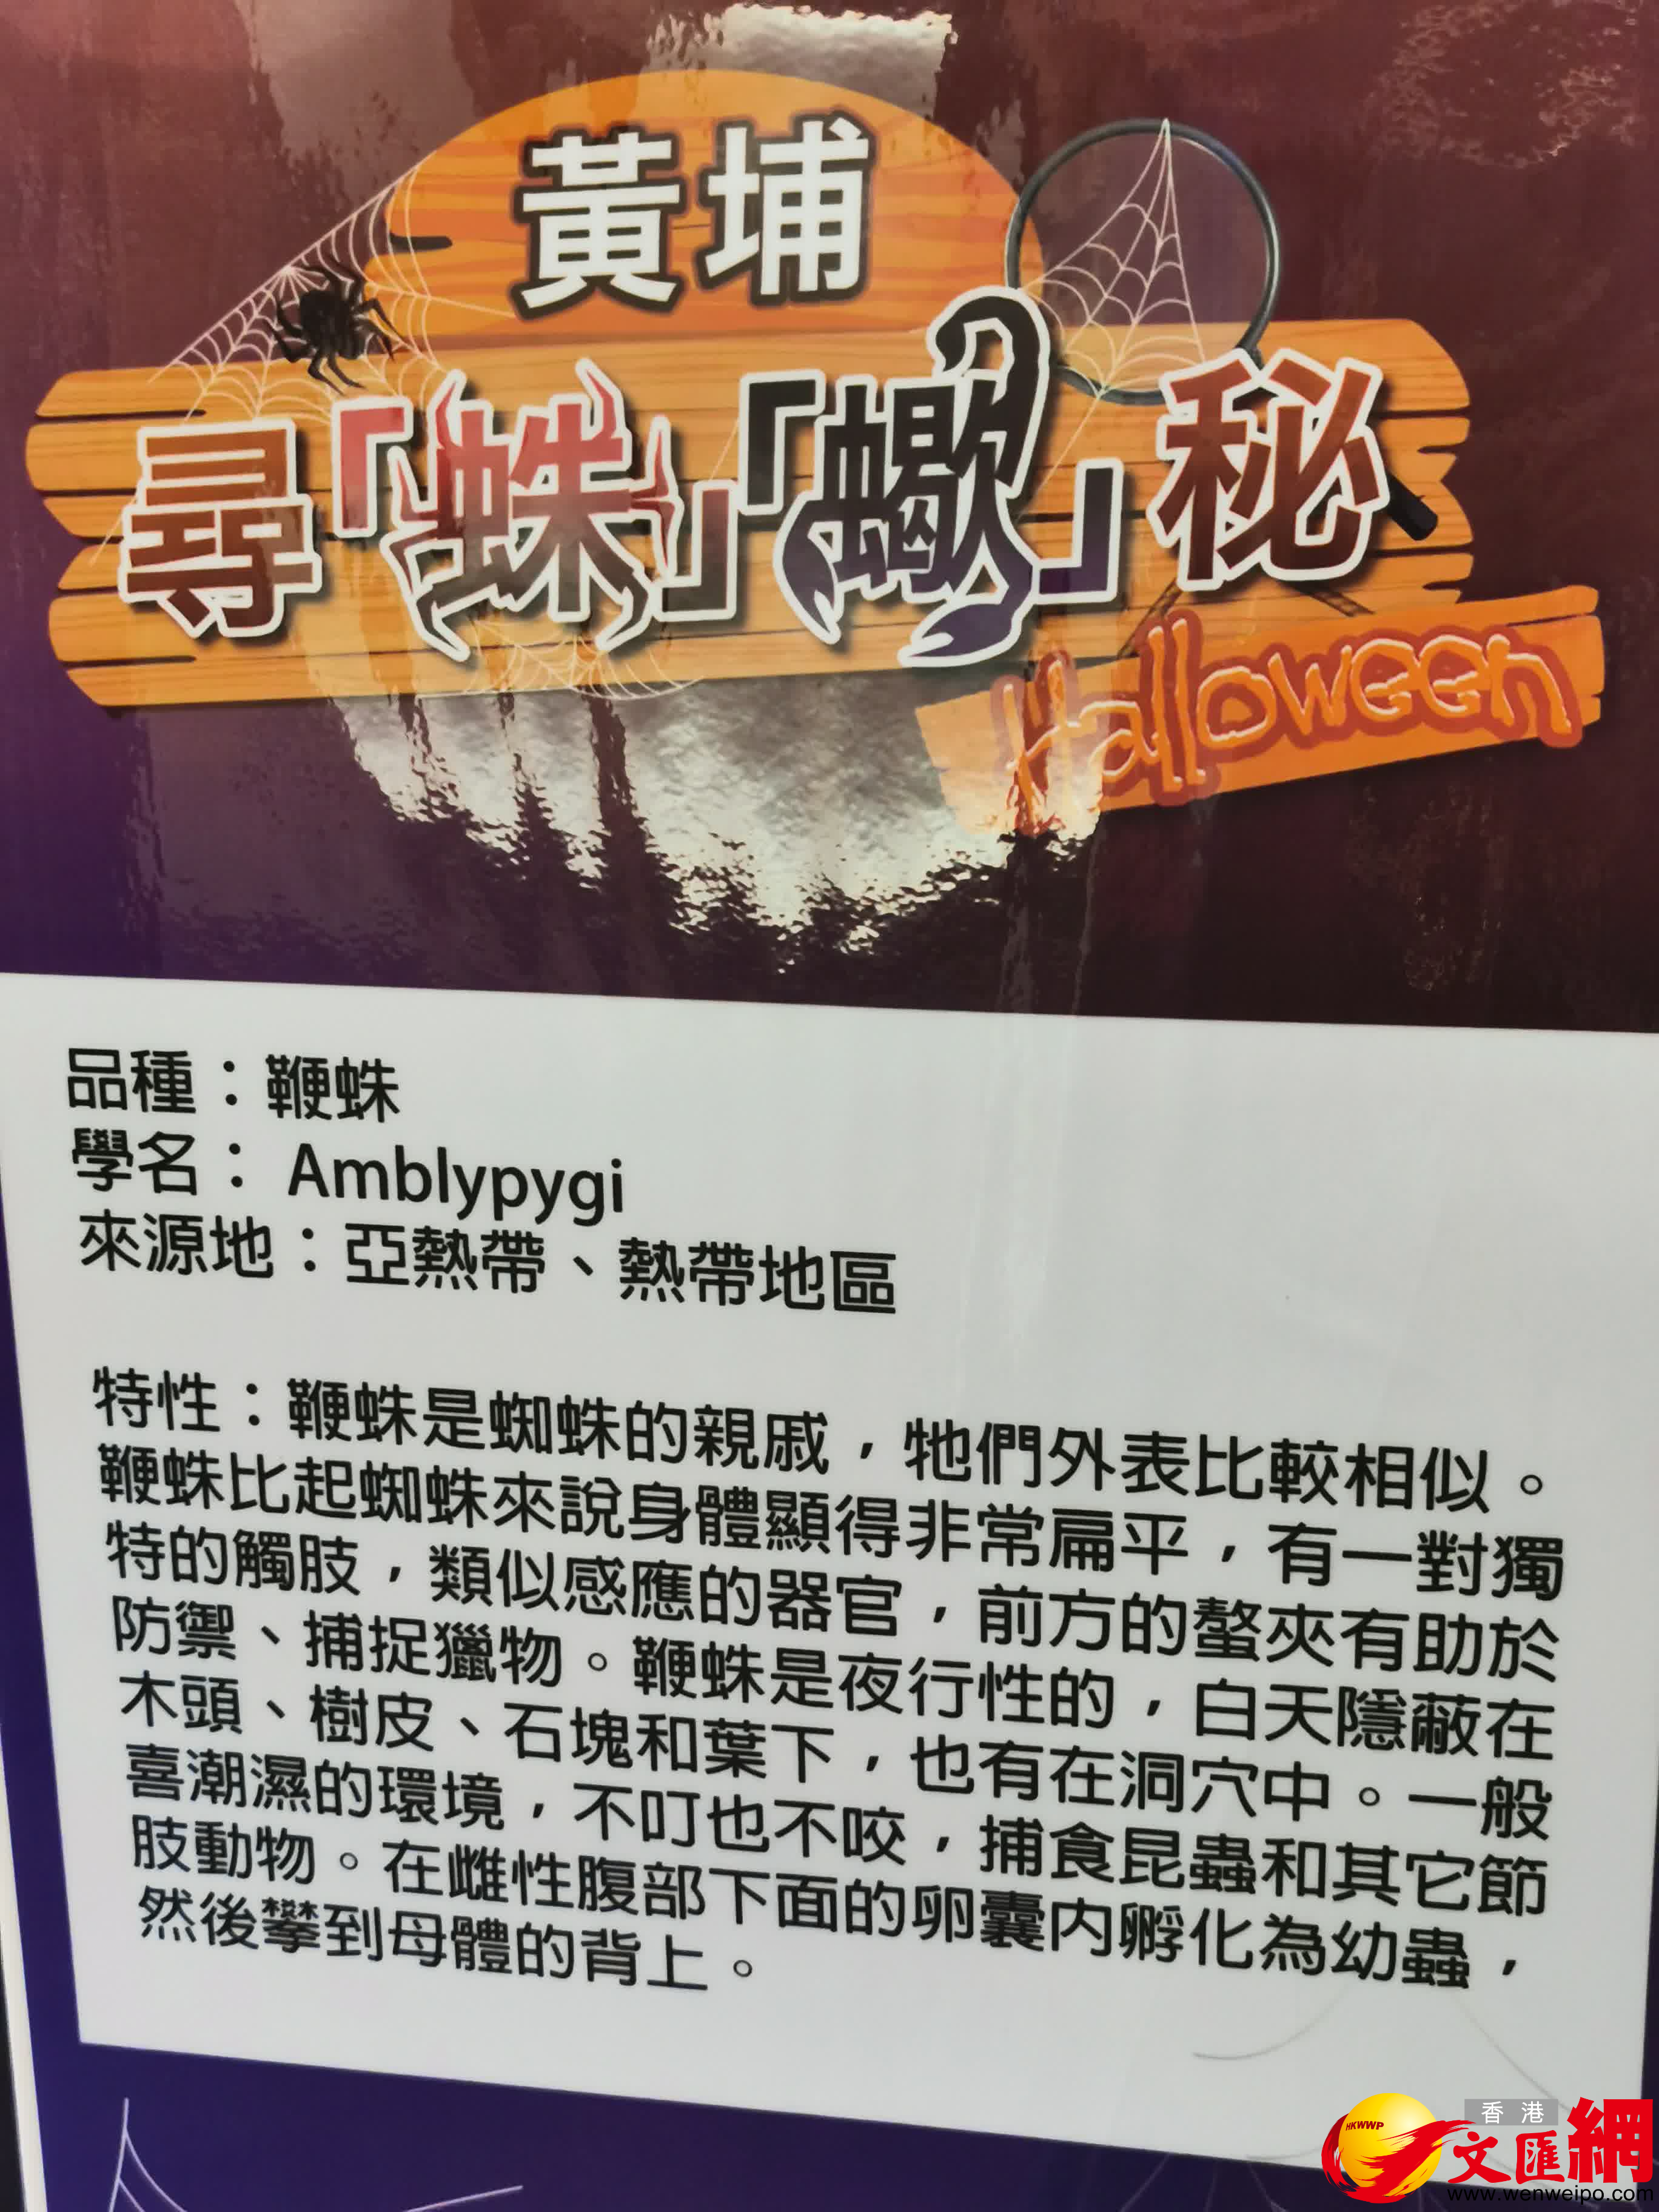 黃埔
尋「蛛」「蠍」秘
Halloween
品種：鞭蛛
學名： Amblypygi
來源地：亞熱帶、熱帶地區
特性：鞭蛛是蜘蛛的親戚，牠們外表比較相似。
鞭蛛比起蜘蛛來說身體顯得非常扁平，有一對獨
特的觸肢，類似感應的器官，前方的螯夾有助於
防禦、捕捉獵物。鞭蛛是夜行性的，白天隱蔽在
木頭、樹皮、石塊和葉下，也有在洞穴中。一般
喜潮濕的環境，不叮也不咬，捕食昆蟲和其它節
肢動物。在雌性腹部下面的卵囊內孵化為幼蟲，
然後攀到母體的背上。
HKWWP
香港
文匯網
www.wenweipo.com